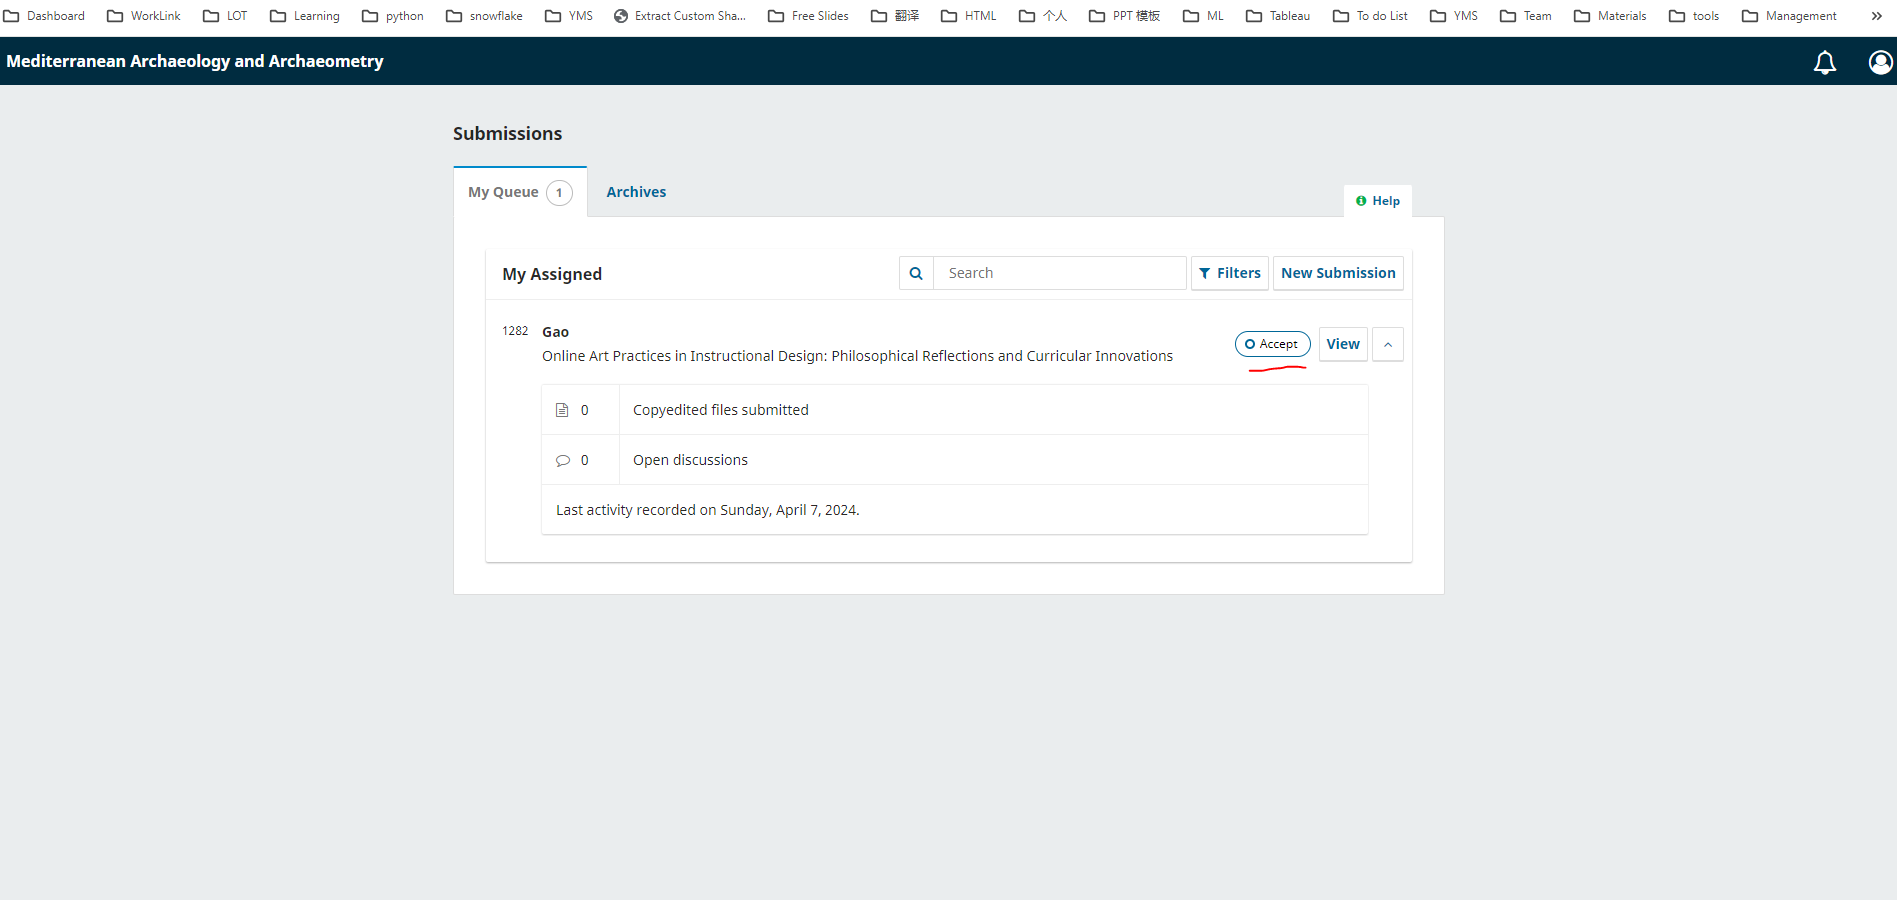 Dashboard WorkLink LOT Learning python snowflake YMS Extract Custom Sha... Free Slides 翻译 HTML 个人 PPT 模板 ML Tableau To do List YMS Team Materials tools Management »
Mediterranean Archaeology and Archaeometry
Submissions
My Queue 1 Archives
Help
My Assigned Search Filters New Submission
1282 Gao
Online Art Practices in Instructional Design: Philosophical Reflections and Curricular Innovations
Accept View
0 Copyedited files submitted
0 Open discussions
Last activity recorded on Sunday, April 7, 2024.